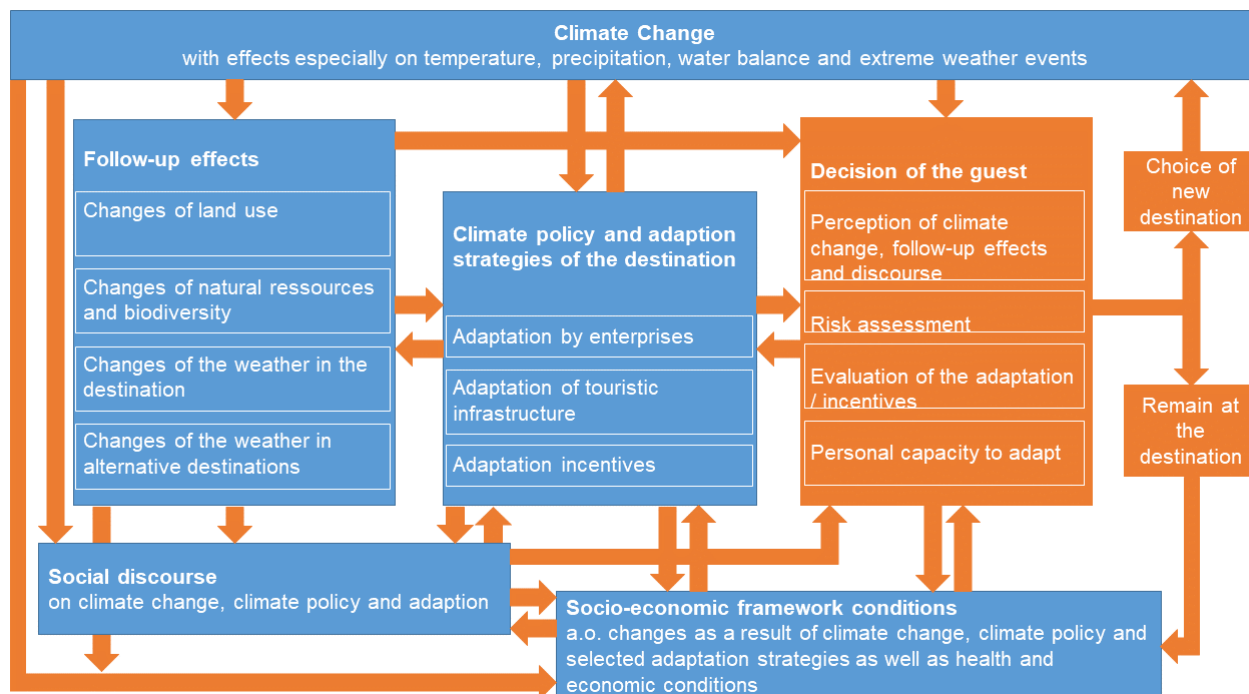 Climate Change
with effects especially on temperature, precipitation, water balance and extreme weather events
Follow-up effects
Changes of land use
Changes of natural ressources
and biodiversity
Changes of the weather in the
destination
Changes of the weather in
alternative destinations
Climate policy and adaption
strategies of the destination
Adaptation by enterprises
Adaptation of touristic
infrastructure
Adaptation incentives
Decision of the guest
Perception of climate
change, follow-up effects
and discourse
Risk assessment
Evaluation of the adaptation
/ incentives
Personal capacity to adapt
Choice of
new
destination
Remain at
the
destination
Social discourse
on climate change, climate policy and adaption
Socio-economic framework conditions
a.o. changes as a result of climate change, climate policy and
selected adaptation strategies as well as health and
economic conditions